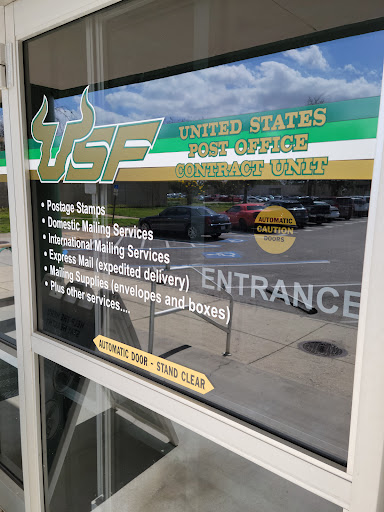 USF
UNITED STATES
POST OFFICE
CONTRACT UNIT
• Postage Stamps
• Domestic Mailing Services
• International Mailing Services
• Express Mail (expedited delivery)
• Mailing Supplies (envelopes and boxes)
• Plus other services....
AUTOMATIC
CAUTION
DOORS
ENTRANCE
AUTOMATIC DOOR - STAND CLEAR